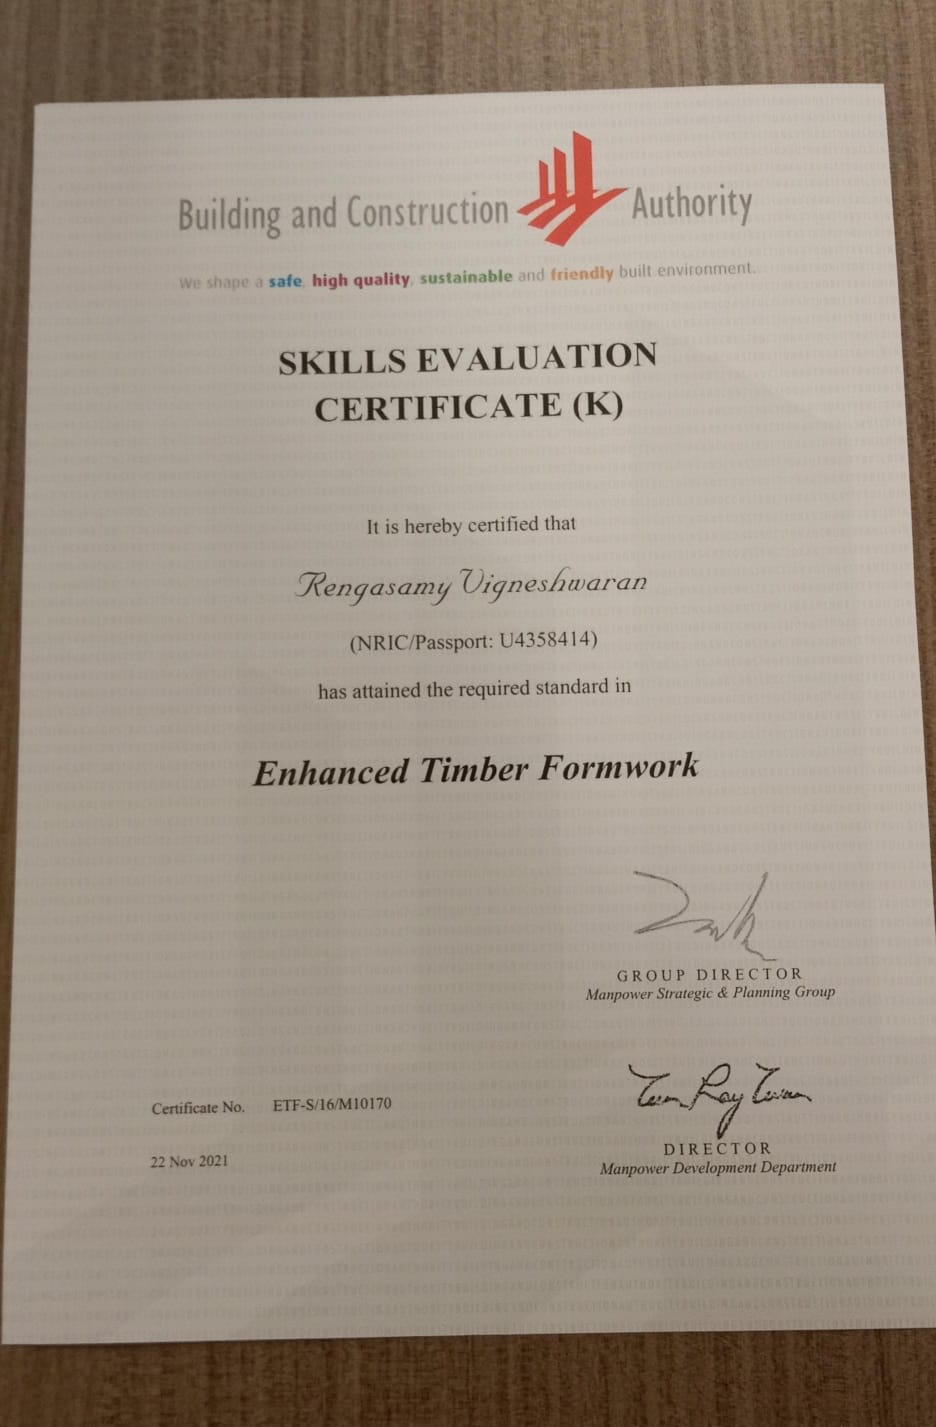 Building and Construction Authority
We shape a safe, high quality, sustainable and friendly built environment.
SKILLS EVALUATION
CERTIFICATE (K)
It is hereby certified that
Rengasamy Vigneshwaran
(NRIC/Passport: U4358414)
has attained the required standard in
Enhanced Timber Formwork
GROUP DIRECTOR
Manpower Strategic & Planning Group
Certificate No. ETF-S/16/M10170
22 Nov 2021
DIRECTOR
Manpower Development Department